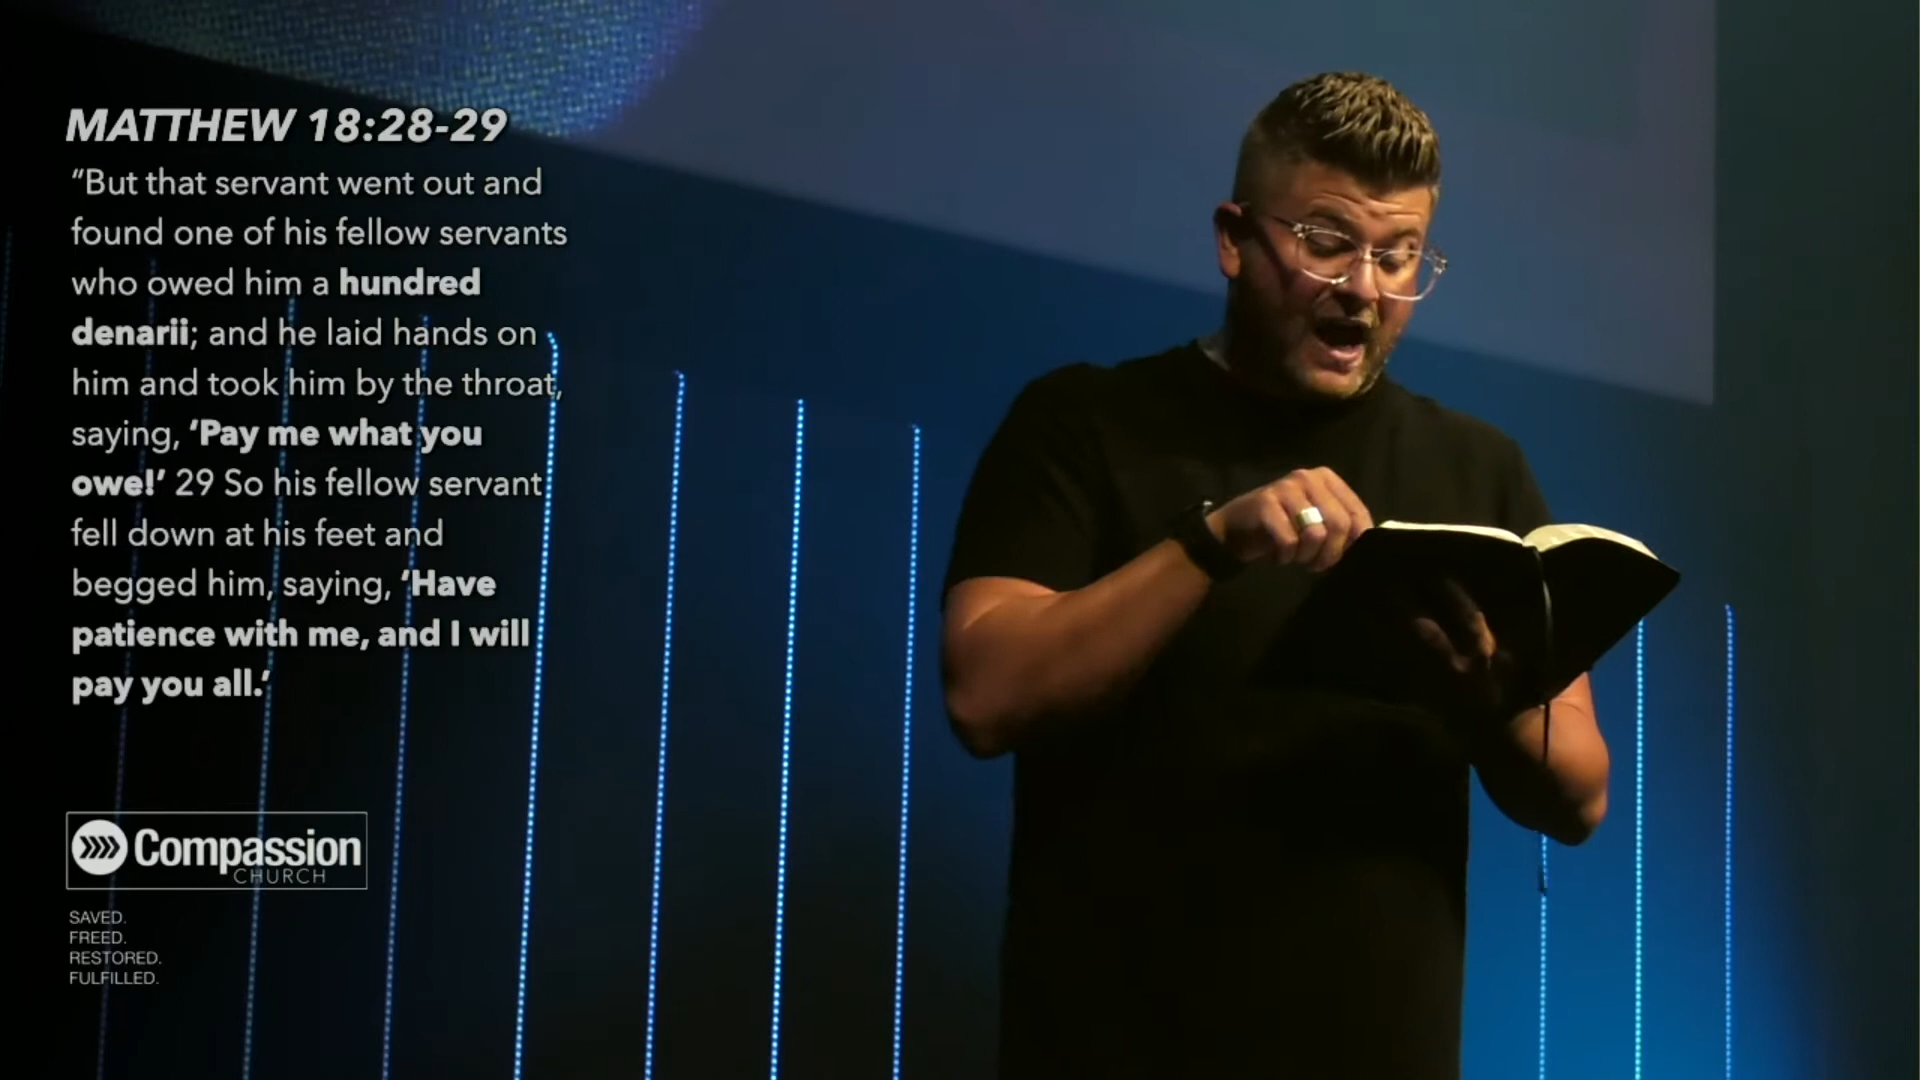 MATTHEW 18:28-29
“But that servant went out and
found one of his fellow servants
who owed him a hundred
denarii; and he laid hands on
him and took him by the throat,
saying, ‘Pay me what you
owe!’ 29 So his fellow servant
fell down at his feet and
begged him, saying, ‘Have
patience with me, and I will
pay you all.’
Compassion
CHURCH
SAVED.
FREED.
RESTORED.
FULFILLED.